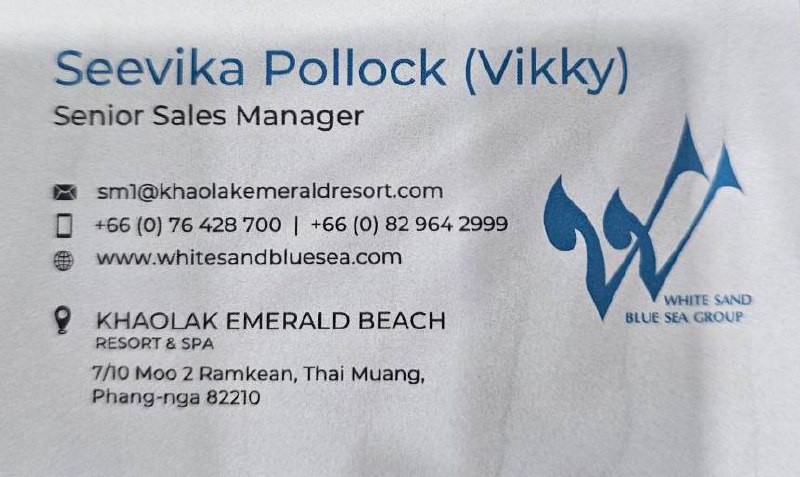 Seevika Pollock (Vikky)
Senior Sales Manager
sm1@khaolakemeraldresort.com
+66 (0) 76 428 700 | +66 (0) 82 964 2999
www.whitesandbluesea.com
KHAOLAK EMERALD BEACH
RESORT & SPA
7/10 Moo 2 Ramkean, Thai Muang,
Phang-nga 82210
WHITE SAND
BLUE SEA GROUP